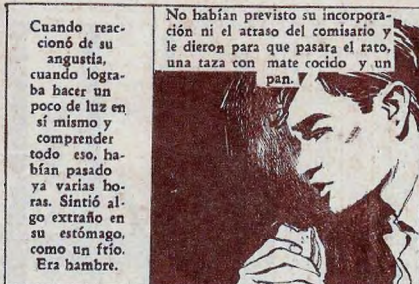 Cuando reac-
cionó de su
angustia,
cuando logra-
ba hacer un
poco de luz en
sí mismo y
comprender
todo eso, ha-
bían pasado
ya varias ho-
ras. Sintió al-
go extraño en
su estómago,
como un frío.
Era hambre.
No habían previsto su incorpora-
ción ni el atraso del comisario y
le dieron para que pasara el rato,
una taza con mate cocido y un
pan.